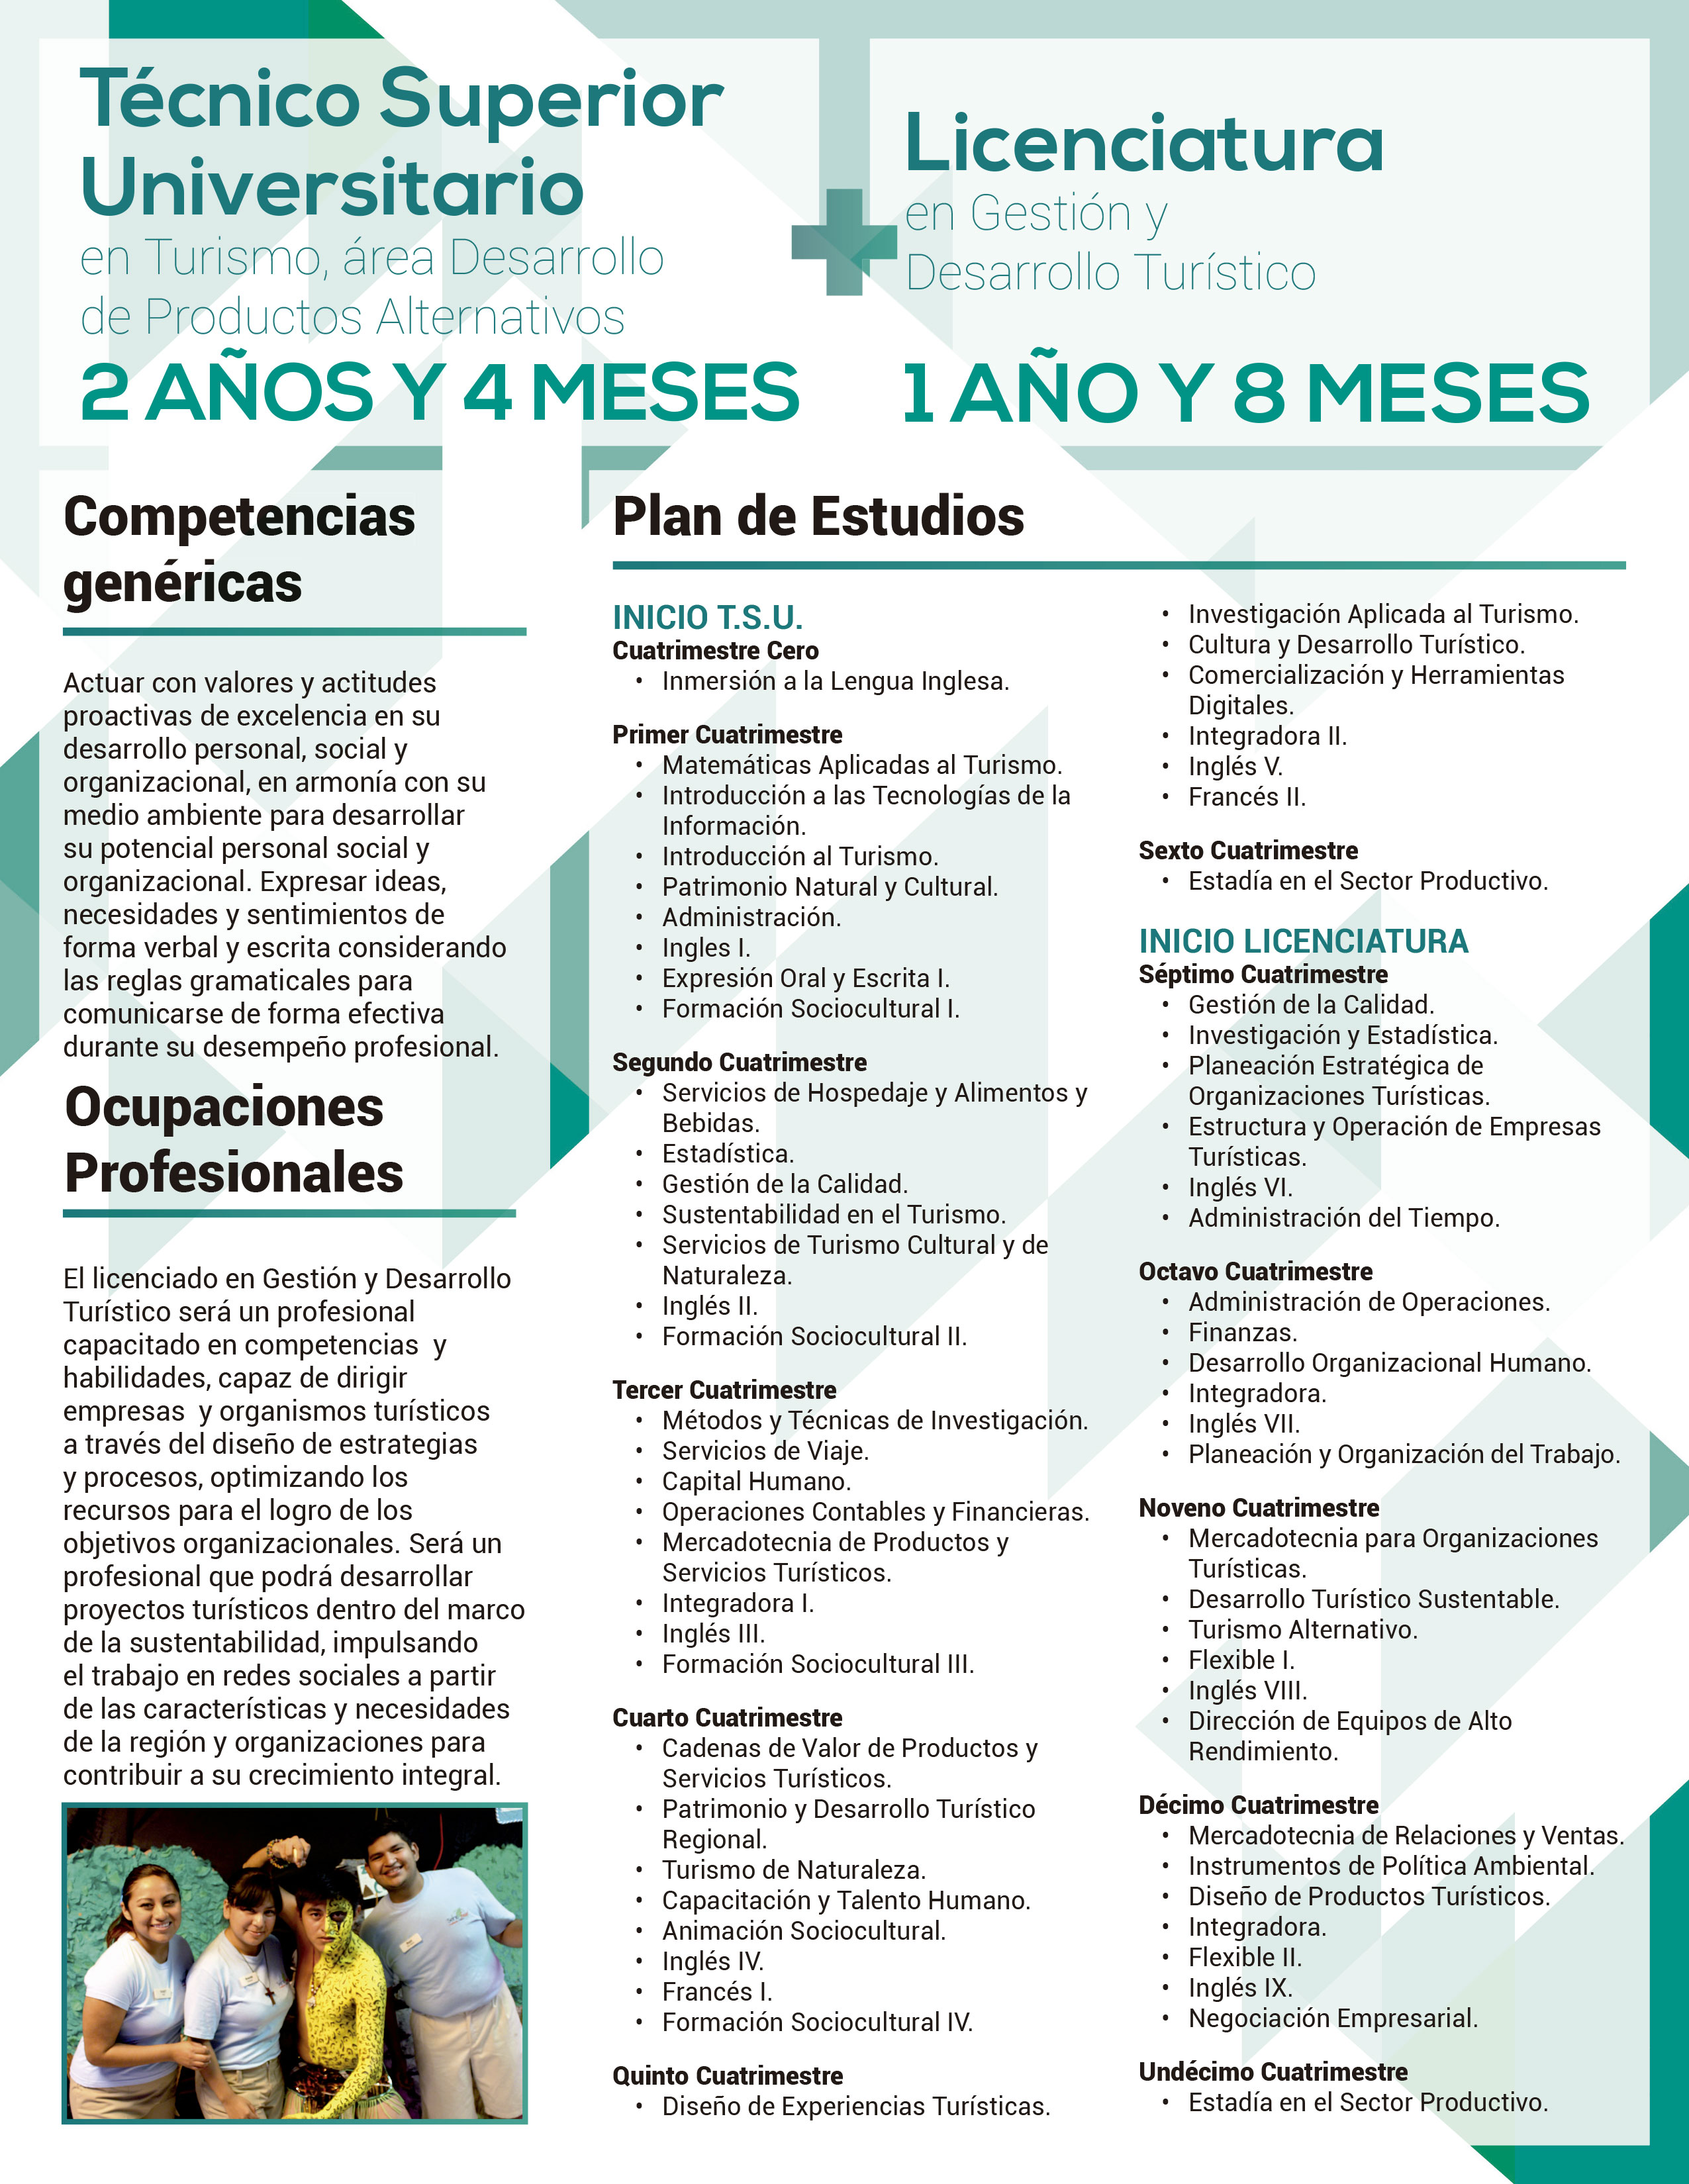 Técnico Superior
Universitario
en Turismo, área Desarrollo
de Productos Alternativos
2 AÑOS Y 4 MESES
Licenciatura
en Gestión y
Desarrollo Turístico
1 AÑO Y 8 MESES
Competencias
genéricas
Actuar con valores y actitudes
proactivas de excelencia en su
desarrollo personal, social y
organizacional, en armonía con su
medio ambiente para desarrollar
su potencial personal social y
organizacional. Expresar ideas,
necesidades y sentimientos de
forma verbal y escrita considerando
las reglas gramaticales para
comunicarse de forma efectiva
durante su desempeño profesional.
Ocupaciones
Profesionales
El licenciado en Gestión y Desarrollo
Turístico será un profesional
capacitado en competencias  y
habilidades, capaz de dirigir
empresas  y organismos turísticos
a través del diseño de estrategias
y procesos, optimizando los
recursos para el logro de los
objetivos organizacionales. Será un
profesional que podrá desarrollar
proyectos turísticos dentro del marco
de la sustentabilidad, impulsando
el trabajo en redes sociales a partir
de las características y necesidades
de la región y organizaciones para
contribuir a su crecimiento integral.
Plan de Estudios
INICIO T.S.U.
Cuatrimestre Cero
• Inmersión a la Lengua Inglesa.
Primer Cuatrimestre
• Matemáticas Aplicadas al Turismo.
• Introducción a las Tecnologías de la
Información.
• Introducción al Turismo.
• Patrimonio Natural y Cultural.
• Administración.
• Ingles I.
• Expresión Oral y Escrita I.
• Formación Sociocultural I.
Segundo Cuatrimestre
• Servicios de Hospedaje y Alimentos y
Bebidas.
• Estadística.
• Gestión de la Calidad.
• Sustentabilidad en el Turismo.
• Servicios de Turismo Cultural y de
Naturaleza.
• Inglés II.
• Formación Sociocultural II.
Tercer Cuatrimestre
• Métodos y Técnicas de Investigación.
• Servicios de Viaje.
• Capital Humano.
• Operaciones Contables y Financieras.
• Mercadotecnia de Productos y
Servicios Turísticos.
• Integradora I.
• Inglés III.
• Formación Sociocultural III.
Cuarto Cuatrimestre
• Cadenas de Valor de Productos y
Servicios Turísticos.
• Patrimonio y Desarrollo Turístico
Regional.
• Turismo de Naturaleza.
• Capacitación y Talento Humano.
• Animación Sociocultural.
• Inglés IV.
• Francés I.
• Formación Sociocultural IV.
Quinto Cuatrimestre
• Diseño de Experiencias Turísticas.
• Investigación Aplicada al Turismo.
• Cultura y Desarrollo Turístico.
• Comercialización y Herramientas
Digitales.
• Integradora II.
• Inglés V.
• Francés II.
Sexto Cuatrimestre
• Estadía en el Sector Productivo.
INICIO LICENCIATURA
Séptimo Cuatrimestre
• Gestión de la Calidad.
• Investigación y Estadística.
• Planeación Estratégica de
Organizaciones Turísticas.
• Estructura y Operación de Empresas
Turísticas.
• Inglés VI.
• Administración del Tiempo.
Octavo Cuatrimestre
• Administración de Operaciones.
• Finanzas.
• Desarrollo Organizacional Humano.
• Integradora.
• Inglés VII.
• Planeación y Organización del Trabajo.
Noveno Cuatrimestre
• Mercadotecnia para Organizaciones
Turísticas.
• Desarrollo Turístico Sustentable.
• Turismo Alternativo.
• Flexible I.
• Inglés VIII.
• Dirección de Equipos de Alto
Rendimiento.
Décimo Cuatrimestre
• Mercadotecnia de Relaciones y Ventas.
• Instrumentos de Política Ambiental.
• Diseño de Productos Turísticos.
• Integradora.
• Flexible II.
• Inglés IX.
• Negociación Empresarial.
Undécimo Cuatrimestre
• Estadía en el Sector Productivo.